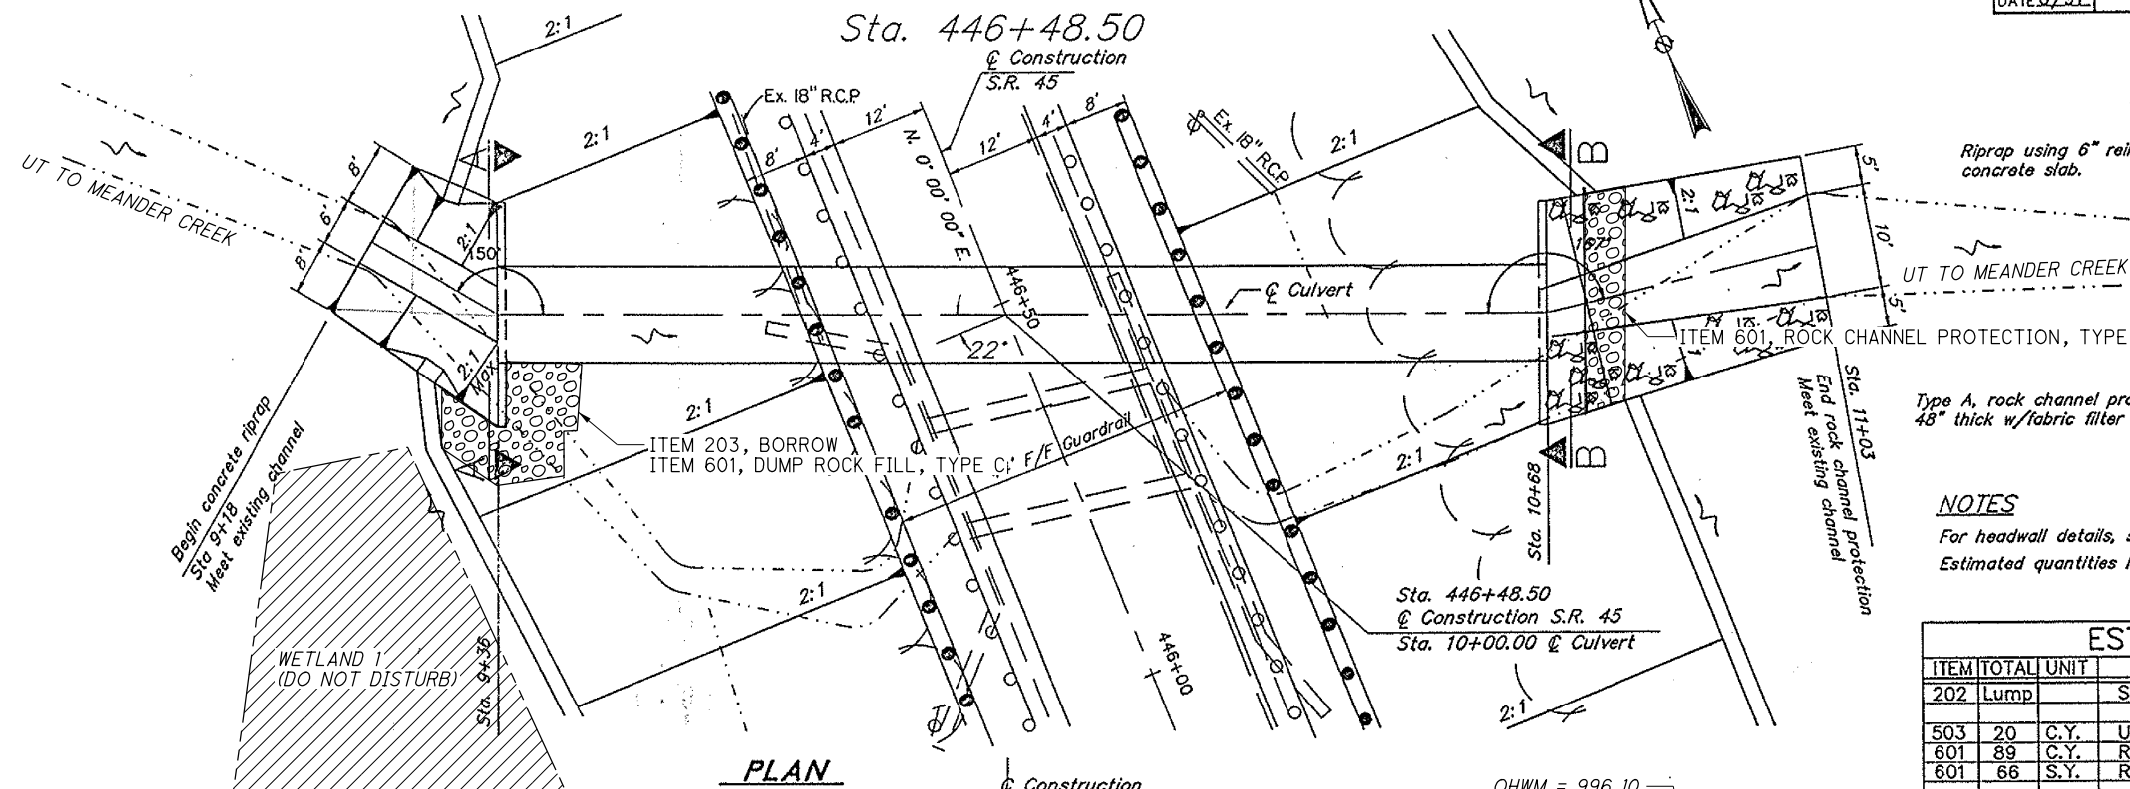 DATE
Sta. 446+48.50
℄ Construction
S.R. 45
2:1
Ex. 18" R.C.P.
12'
4'
8'
2:1
N. 0° 00' 00" E.
12'
4'
8'
Ex. 18" R.C.P.
2:1
B
5'
10'
5'
2:1
Riprap using 6"
concrete slab.
UT TO MEANDER CREEK
8'
6'
8'
2:1
150°
℄ Culvert
446+50
22°
UT TO MEANDER CREEK
ITEM 601, ROCK CHANNEL PROTECTION, TYPE
2:1
Max.
2:1
ITEM 203, BORROW
ITEM 601, DUMP ROCK FILL, TYPE C
F/F Guardrail
2:1
B
Sta. 10+68
Sta. 11+03
End rock channel protection
Meet existing channel
Type A, rock channel
48" thick w/fabric filter
Begin concrete riprap
Sta 9+18
Meet existing channel
NOTES
For headwall details,
Estimated quantities
2:1
Sta. 446+48.50
℄ Construction S.R. 45
Sta. 10+00.00 ℄ Culvert
WETLAND 1
(DO NOT DISTURB)
Sta. 9+36
446+00
2:1
ITEM TOTAL UNIT
202 Lump
503 20 C.Y.
601 89 C.Y.
601 66 S.Y.
PLAN
℄ Construction
OHWM = 996.10